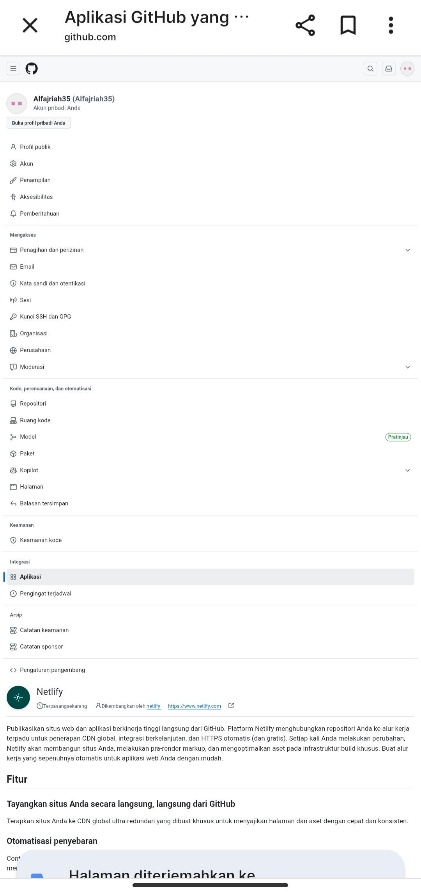 Aplikasi GitHub yang ...
github.com
Alfajriah35 (Alfajriah35)
Akun pribadi Anda
Buka profil pribadi Anda
Profil publik
Akun
Penampilan
Aksesibilitas
Pemberitahuan
Mengakses
Penagihan dan perizinan
Email
Kata sandi dan otentikasi
Sesi
Kunci SSH dan GPG
Organisasi
Perusahaan
Moderasi
Kode, perencanaan, dan otomatisasi
Repositori
Ruang kode
Model
Pratinjau
Paket
Kopilot
Halaman
Balasan tersimpan
Keamanan
Keamanan kode
Integrasi
Aplikasi
Pengingat terjadwal
Arsip
Catatan keamanan
Catatan sponsor
Pengaturan pengembang
Netlify
Dikembangkan oleh netlify https://www.netlify.com
Publikasikan situs web dan aplikasi berkinerja tinggi langsung dari GitHub. Platform Netlify menghubungkan repositori Anda ke alur kerja
terpadu untuk penerapan CDN global, integrasi berkelanjutan, dan HTTPS otomatis (dan gratis). Setiap kali Anda melakukan perubahan,
Netlify akan membangun situs Anda, melakukan pra-render markup, dan mengoptimalkan aset pada infrastruktur build khusus. Buat alur
kerja yang sepenuhnya otomatis untuk aplikasi web Anda dengan mudah.
Fitur
Tayangkan situs Anda secara langsung, langsung dari GitHub
Terapkan situs Anda ke CDN global ultra-redundan yang dibuat khusus untuk menyajikan halaman dan aset dengan cepat dan konsisten.
Otomatisasi penyebaran
Halaman diterjemahkan ke